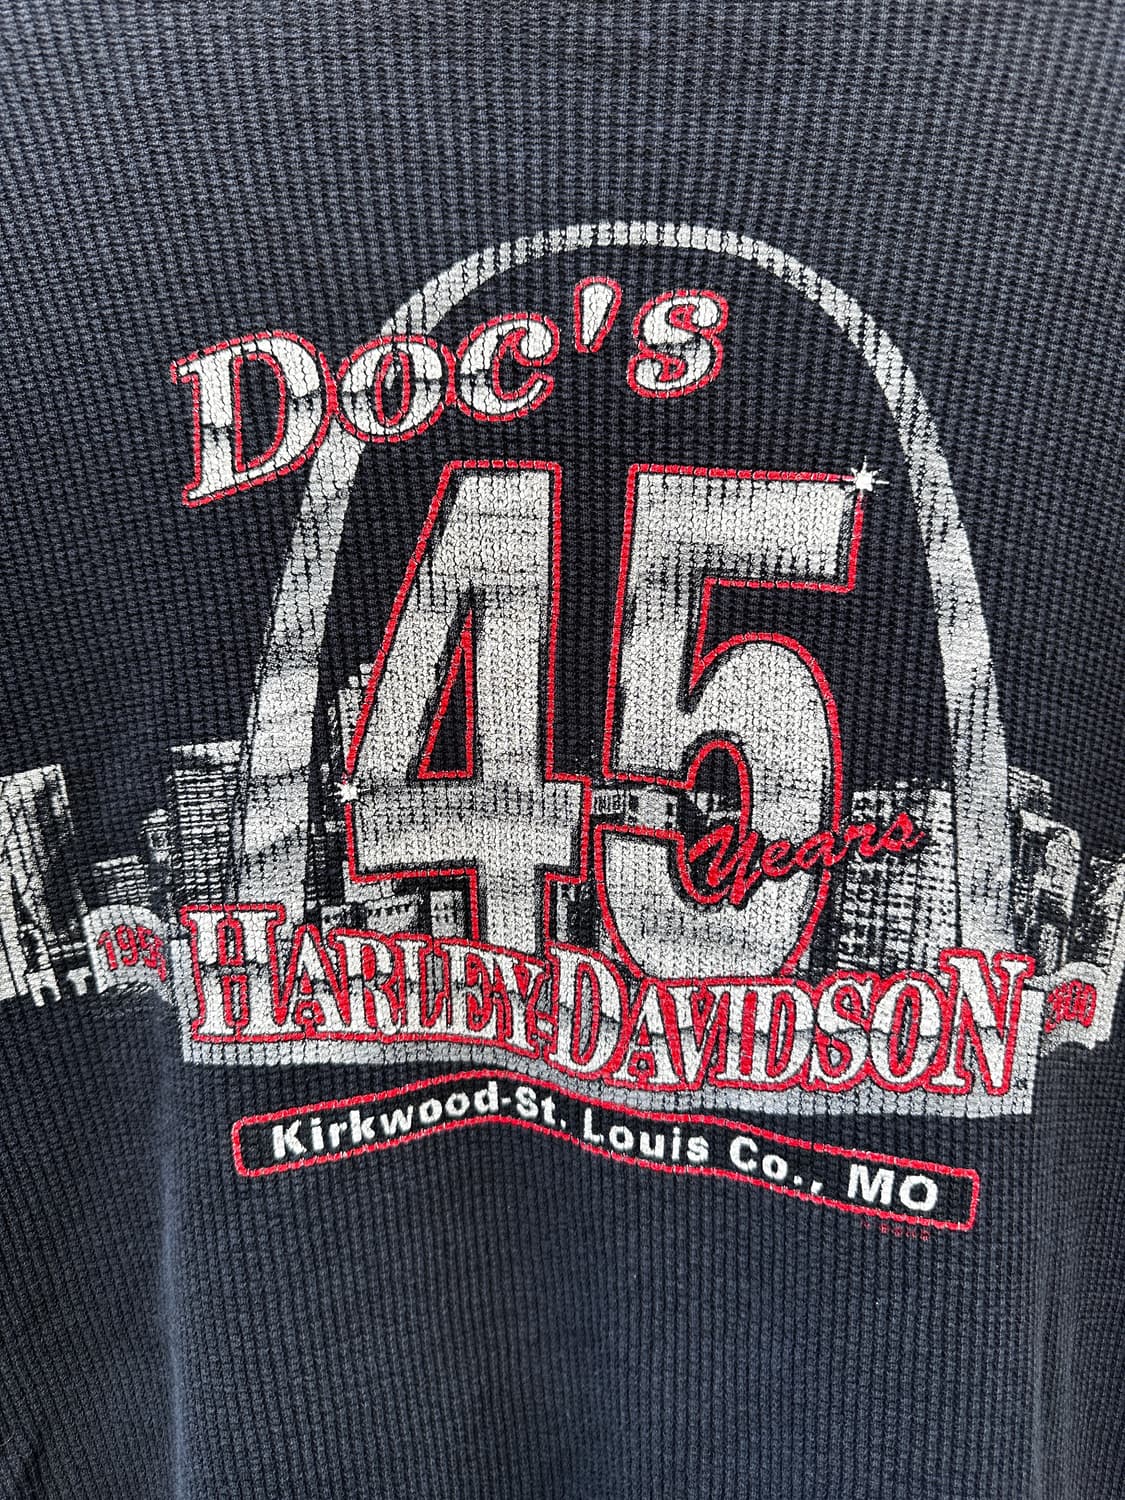 Doc's
45
Years
HARLEY-DAVIDSON
Kirkwood-St. Louis Co., MO